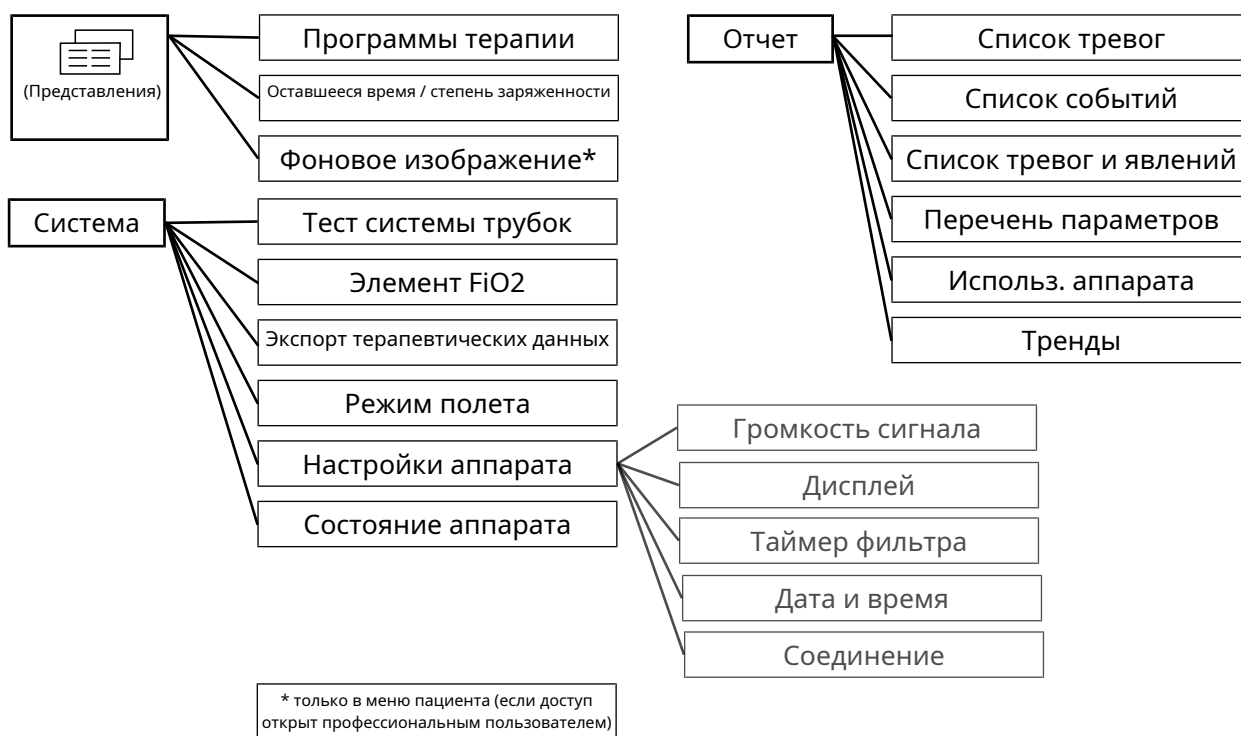 (Представления)
Программы терапии
Оставшееся время / степень заряженности
Фоновое изображение*
Система
Тест системы трубок
Элемент FiO2
Экспорт терапевтических данных
Режим полета
Настройки аппарата
Состояние аппарата
Громкость сигнала
Дисплей
Таймер фильтра
Дата и время
Соединение
Отчет
Список тревог
Список событий
Список тревог и явлений
Перечень параметров
Использ. аппарата
Тренды
* только в меню пациента (если доступ
открыт профессиональным пользователем)